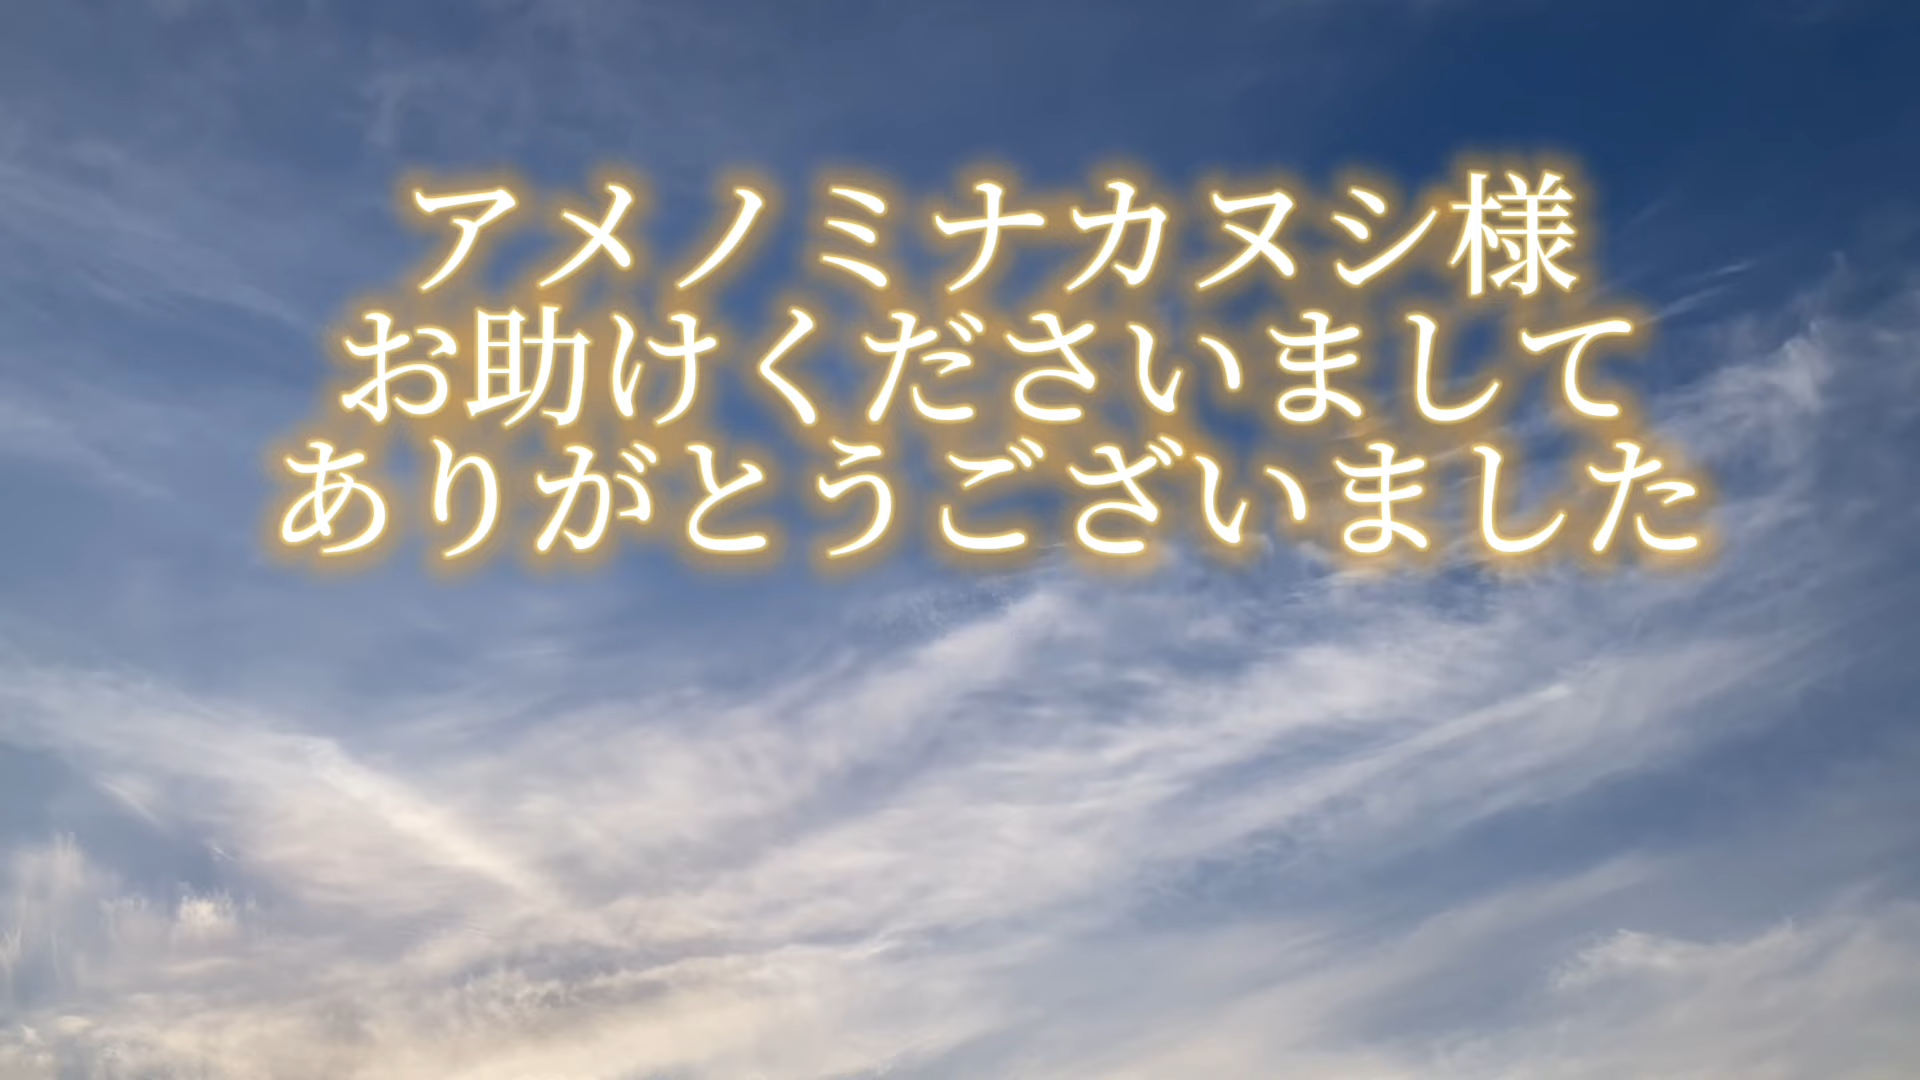 アメノミナカヌシ様
お助けくださいまして
ありがとうございました